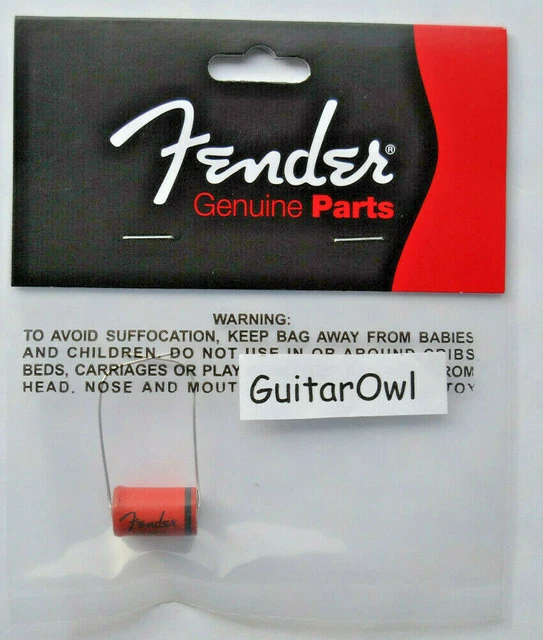 Fender®
Genuine Parts
WARNING:
TO AVOID SUFFOCATION, KEEP BAG AWAY FROM BABIES
AND CHILDREN. DO NOT USE IN OR AROUND CRIBS
BEDS, CARRIAGES OR PLAY
HEAD, NOSE AND MOUT TOY
GuitarOwl
Fender